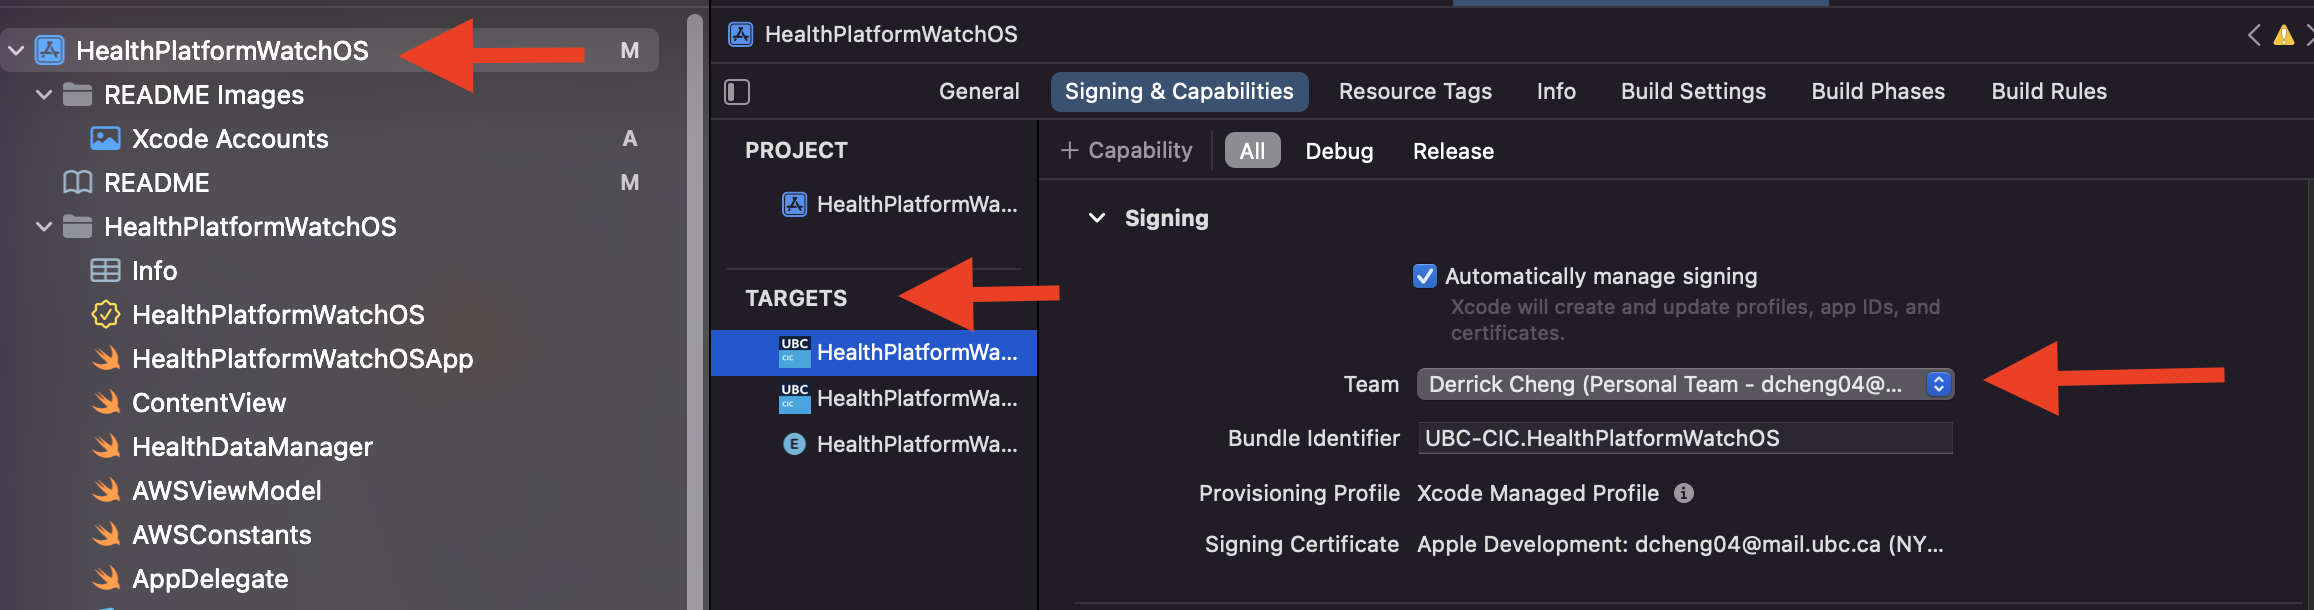 HealthPlatformWatchOS M
README Images
Xcode Accounts A
README M
HealthPlatformWatchOS
Info
HealthPlatformWatchOS
HealthPlatformWatchOSApp
ContentView
HealthDataManager
AWSViewModel
AWSConstants
AppDelegate
HealthPlatformWatchOS
General Signing & Capabilities Resource Tags Info Build Settings Build Phases Build Rules
PROJECT
HealthPlatformWa...
TARGETS
UBC CIC HealthPlatformWa...
UBC CIC HealthPlatformWa...
E HealthPlatformWa...
+ Capability All Debug Release
Signing
Automatically manage signing
Xcode will create and update profiles, app IDs, and
certificates.
Team Derrick Cheng (Personal Team - dcheng04@...
Bundle Identifier UBC-CIC.HealthPlatformWatchOS
Provisioning Profile Xcode Managed Profile
Signing Certificate Apple Development: dcheng04@mail.ubc.ca (NY...